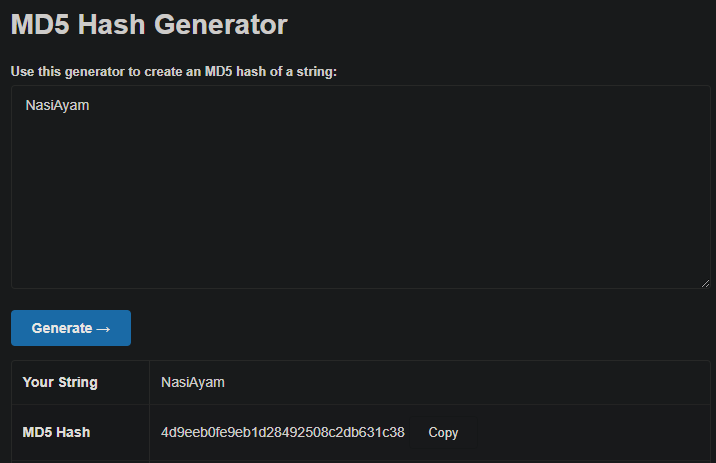 MD5 Hash Generator
Use this generator to create an MD5 hash of a string:
NasiAyam
Generate →
Your String NasiAyam
MD5 Hash 4d9eeb0fe9eb1d28492508c2db631c38 Copy